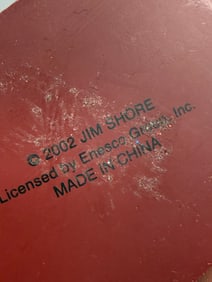 © 2002 JIM SHORE
Licensed by Enesco Group, Inc.
MADE IN CHINA